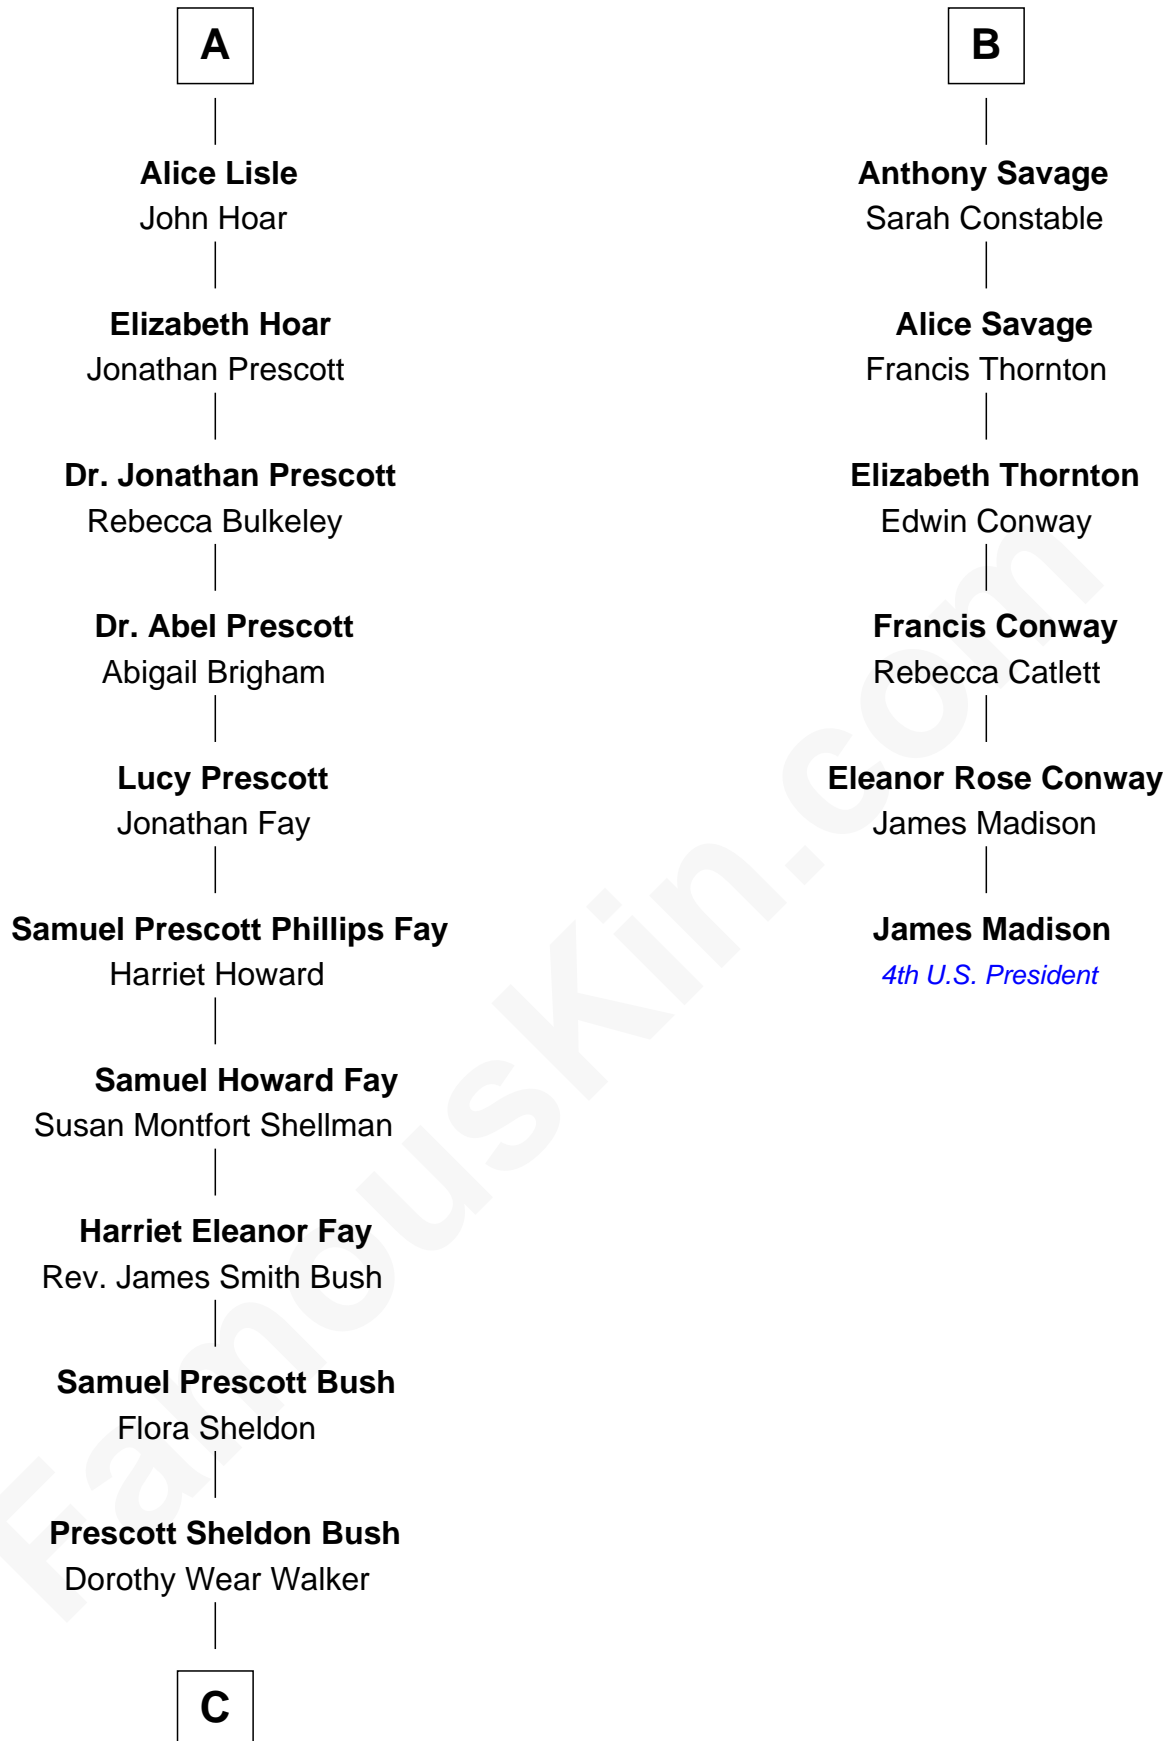 A
Alice Lisle
John Hoar
Elizabeth Hoar
Jonathan Prescott
Dr. Jonathan Prescott
Rebecca Bulkeley
Dr. Abel Prescott
Abigail Brigham
Lucy Prescott
Jonathan Fay
Samuel Prescott Phillips Fay
Harriet Howard
Samuel Howard Fay
Susan Montfort Shellman
Harriet Eleanor Fay
Rev. James Smith Bush
Samuel Prescott Bush
Flora Sheldon
Prescott Sheldon Bush
Dorothy Wear Walker
C
B
Anthony Savage
Sarah Constable
Alice Savage
Francis Thornton
Elizabeth Thornton
Edwin Conway
Francis Conway
Rebecca Catlett
Eleanor Rose Conway
James Madison
James Madison
4th U.S. President
FamousKin.com